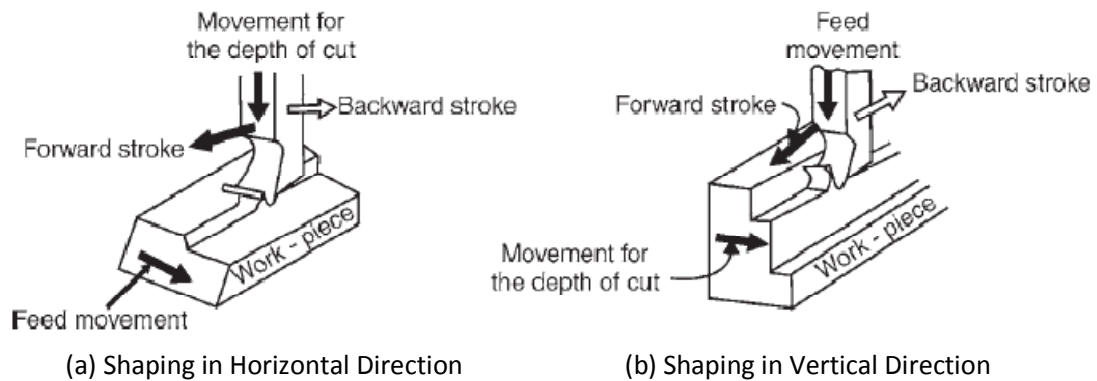 Movement for
the depth of cut
Backward stroke
Forward stroke
Work - piece
Feed movement
(a) Shaping in Horizontal Direction
Feed
movement
Forward stroke
Backward stroke
Movement for
the depth of cut
Work - piece
(b) Shaping in Vertical Direction